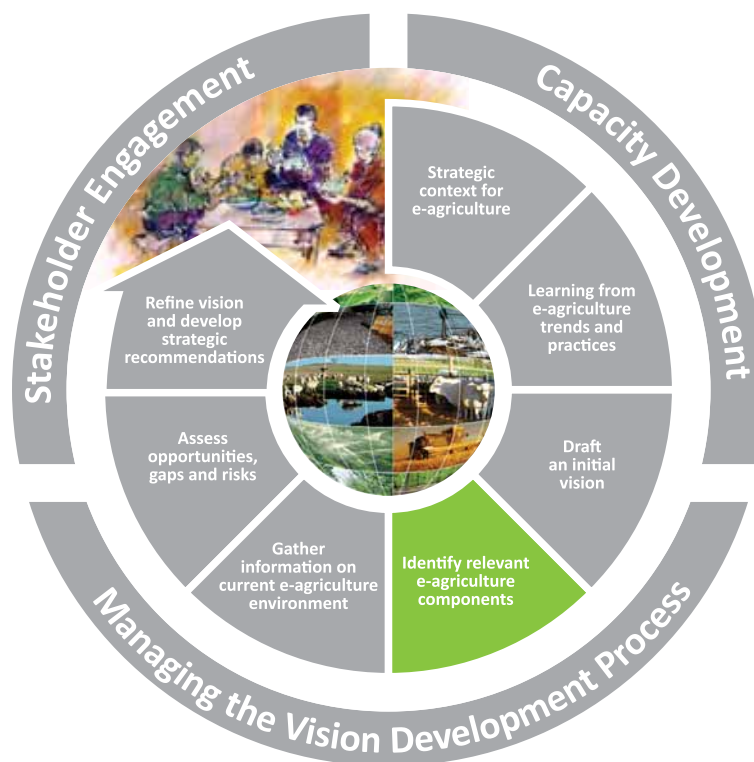 Stakeholder Engagement
Capacity Development
Strategic
context for
e-agriculture
Learning from
e-agriculture
trends and
practices
Draft
an initial
vision
Identify relevant
e-agriculture
components
Gather
information on
current e-agriculture
environment
Assess
opportunities,
gaps and risks
Refine vision
and develop
strategic
recommendations
Managing the Vision Development Process